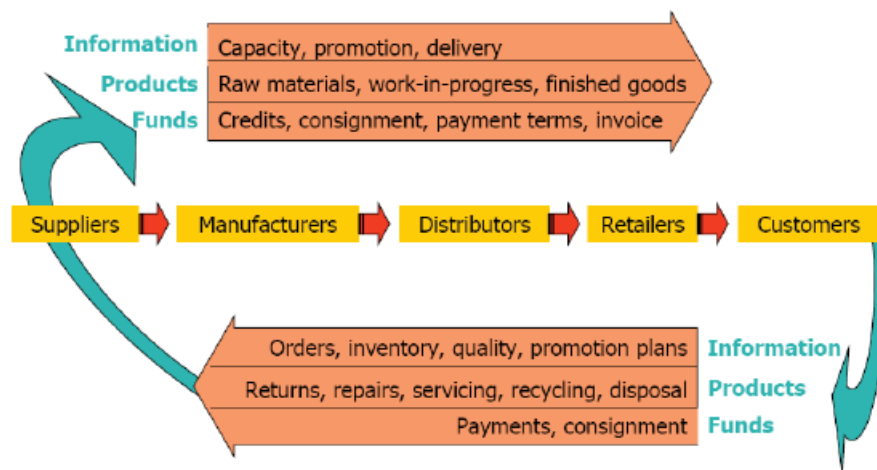 Information Capacity, promotion, delivery
Products Raw materials, work-in-progress, finished goods
Funds Credits, consignment, payment terms, invoice
Suppliers Manufacturers Distributors Retailers Customers
Orders, inventory, quality, promotion plans Information
Returns, repairs, servicing, recycling, disposal Products
Payments, consignment Funds